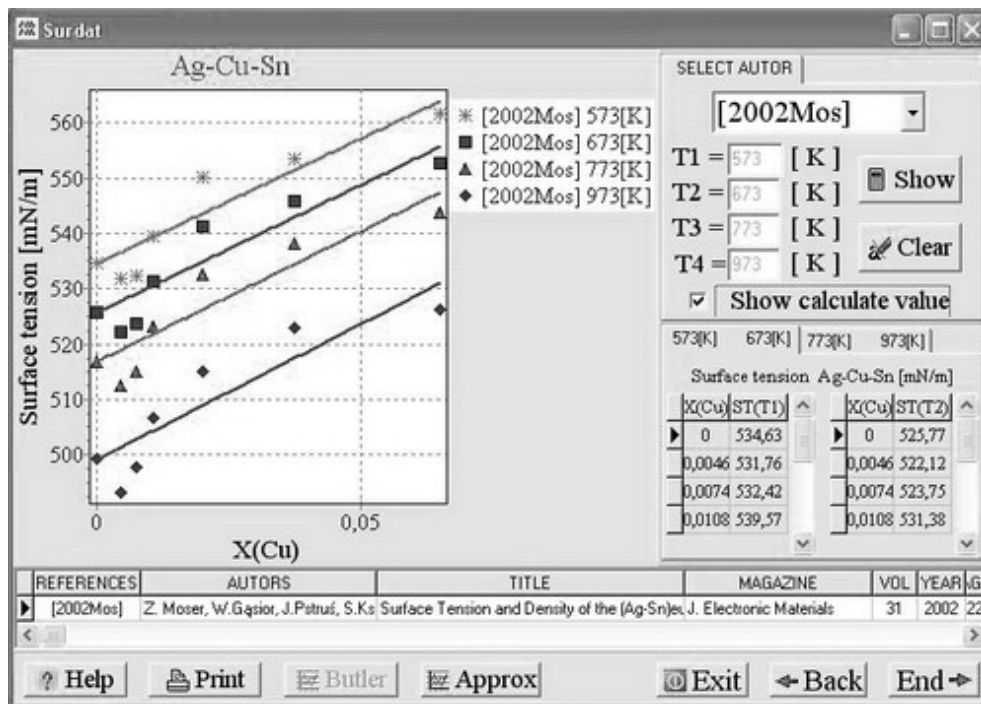 Surdat
Ag-Cu-Sn
Surface tension [mN/m]
560
550
540
530
520
510
500
0
0,05
X(Cu)
[2002Mos] 573[K]
[2002Mos] 673[K]
[2002Mos] 773[K]
[2002Mos] 973[K]
SELECT AUTOR
[2002Mos]
T1 = 573 [ K ]
T2 = 673 [ K ]
T3 = 773 [ K ]
T4 = 973 [ K ]
Show
Clear
Show calculate value
573[K] 673[K] 773[K] 973[K]
Surface tension Ag-Cu-Sn [mN/m]
X(Cu) ST(T1) X(Cu) ST(T2)
0 534,63 0 525,77
0,0046 531,76 0,0046 522,12
0,0074 532,42 0,0074 523,75
0,0108 539,57 0,0108 531,38
REFERENCES AUTORS TITLE MAGAZINE VOL YEAR
[2002Mos] Z. Moser, W.Gąsior, J.Pstruś, S.Ks Surface Tension and Density of the (Ag-Sn)eu J. Electronic Materials 31 2002 22
? Help Print Butler Approx Exit Back End